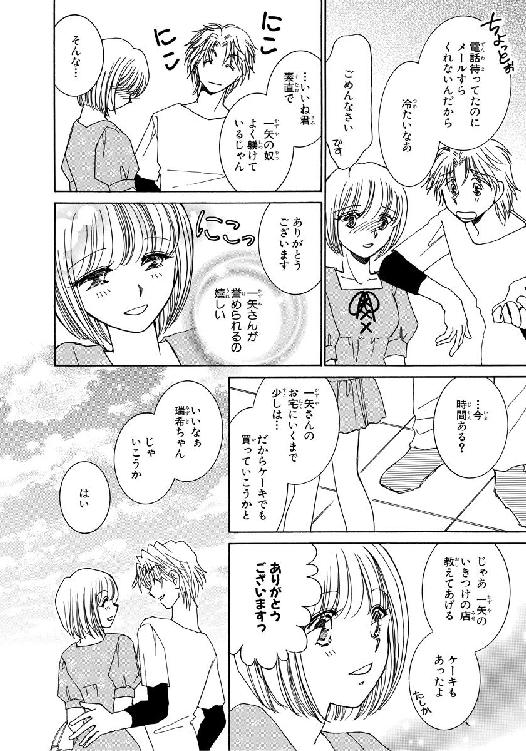 ちょっとぉ
電話待ってたのに
メールすら
くれないんだから
冷たいなあ
ごめんなさい
かぁ
にこ
にこ
…いいね君
素直で
一矢の奴
よく躾けて
いるじゃん
そんな…
にこにこっ
ありがとう
ございます
一矢さんが
誉められるの
嬉しい
…今
時間ある?
一矢さんの
お宅にいくまで
少しは…
だからケーキでも
買っていこうかと
じゃあ 一矢の
いきつけの店
教えてあげる
ケーキも
あったよ
たしか
ありがとう
ございますっ
いいなぁ
瑞希ちゃん
じゃ
いこうか
はい